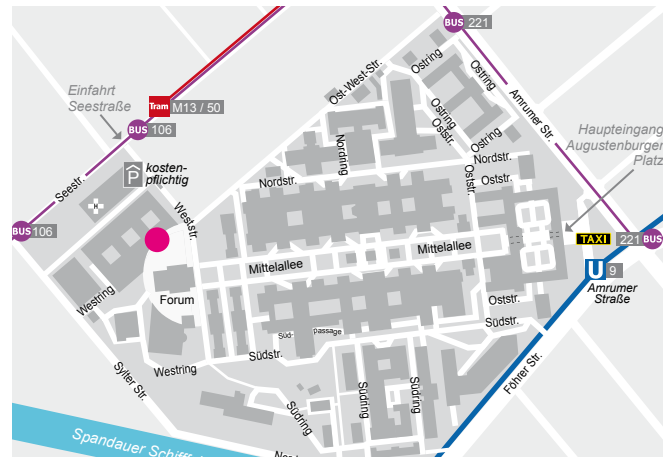 BUS 221
Ostring
Ostring
Ost-West-Str.
Einfahrt
Seestraße
Tram M13 / 50
BUS 106
Ostring
Oststr.
Ostring
Amrumer Str.
Haupteingang
Augustenburger
Platz
Nordring
Nordstr.
Nordstr.
Oststr.
Oststr.
P
kosten-
pflichtig
Seestr.
Weststr.
BUS 106
Mittelallee
Mittelallee
TAXI
221 BUS
U 9
Amrumer
Straße
Westring
Forum
Oststr.
Südstr.
Süd-
passage
Südstr.
Westring
Sylter Str.
Südring
Südring
Südring
Föhrer Str.
Spandauer